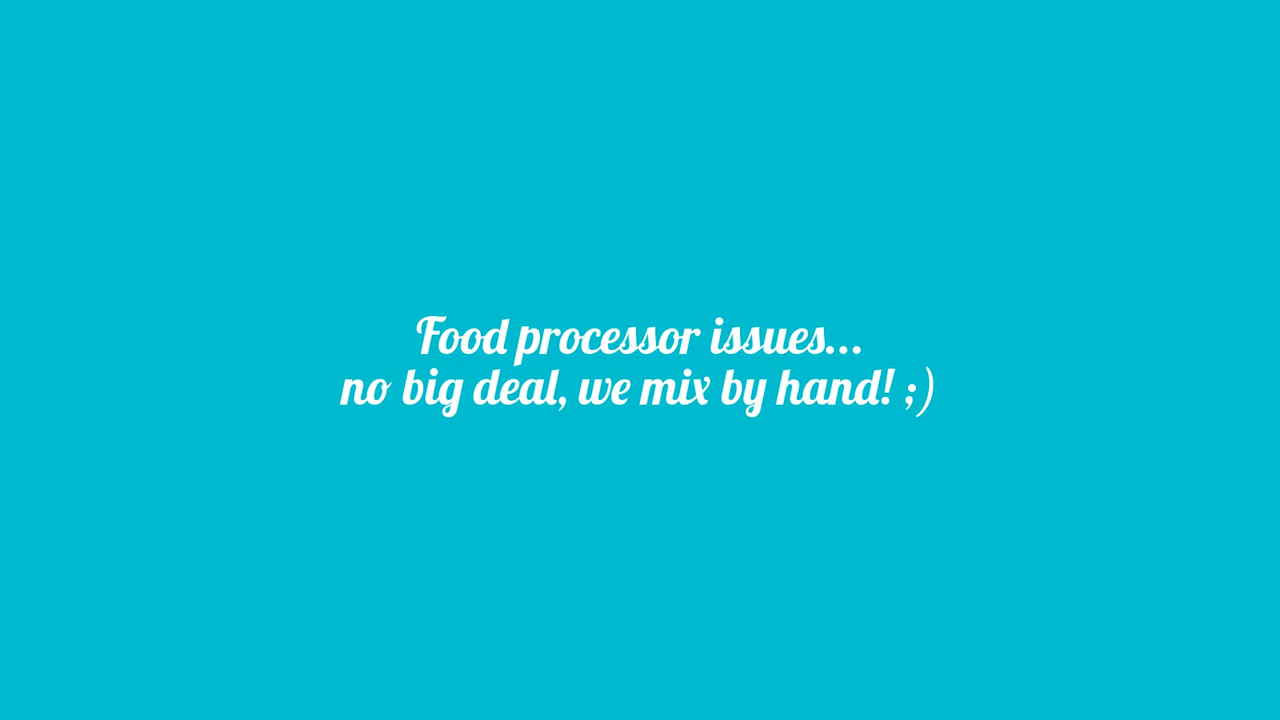 Food processor issues...
no big deal, we mix by hand! ;)